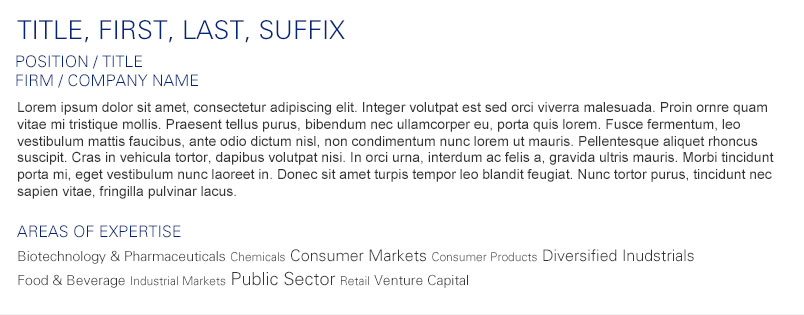 TITLE, FIRST, LAST, SUFFIX
POSITION / TITLE
FIRM / COMPANY NAME
Lorem ipsum dolor sit amet, consectetur adipiscing elit. Integer volutpat est sed orci viverra malesuada. Proin ornre quam
vitae mi tristique mollis. Praesent tellus purus, bibendum nec ullamcorper eu, porta quis lorem. Fusce fermentum, leo
vestibulum mattis faucibus, ante odio dictum nisl, non condimentum nunc lorem ut mauris. Pellentesque aliquet rhoncus
suscipit. Cras in vehicula tortor, dapibus volutpat nisi. In orci urna, interdum ac felis a, gravida ultris mauris. Morbi tincidunt
porta mi, eget vestibulum nunc laoreet in. Donec sit amet turpis tempor leo blandit feugiat. Nunc tortor purus, tincidunt nec
sapien vitae, fringilla pulvinar lacus.
AREAS OF EXPERTISE
Biotechnology & Pharmaceuticals Chemicals Consumer Markets Consumer Products Diversified Inudstrials
Food & Beverage Industrial Markets Public Sector Retail Venture Capital